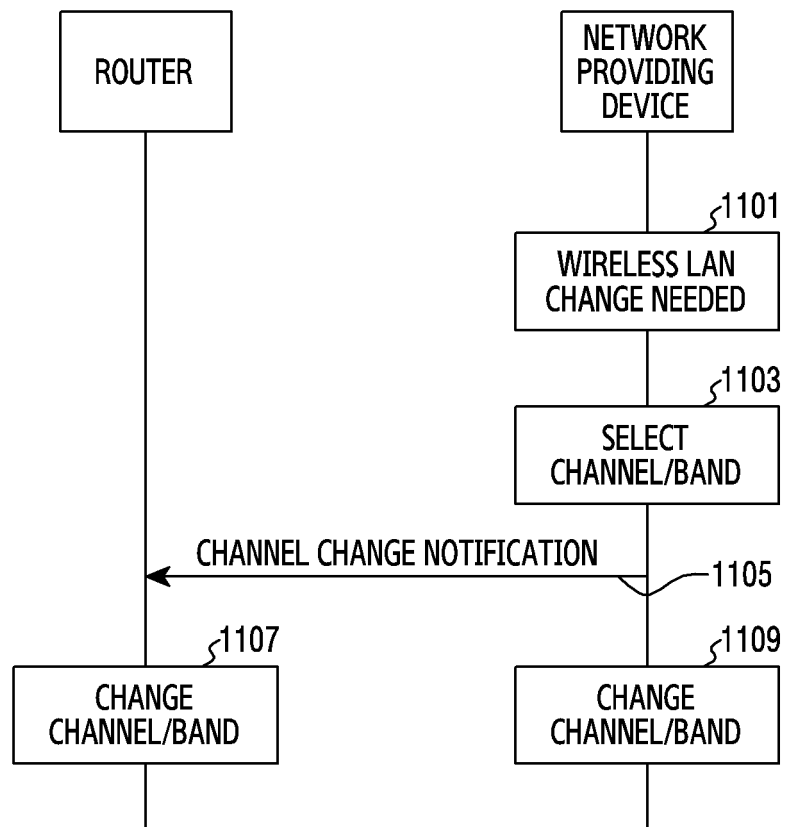 ROUTER
NETWORK
PROVIDING
DEVICE
1101
WIRELESS LAN
CHANGE NEEDED
1103
SELECT
CHANNEL/BAND
CHANNEL CHANGE NOTIFICATION
1105
1107
CHANGE
CHANNEL/BAND
1109
CHANGE
CHANNEL/BAND